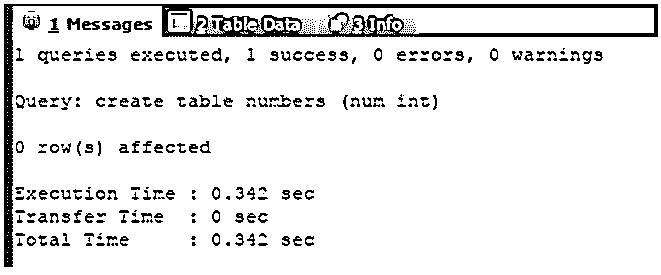 1 Messages 2 Table Data 3 Info
1 queries executed, 1 success, 0 errors, 0 warnings
Query: create table numbers (num int)
0 row(s) affected
Execution Time : 0.342 sec
Transfer Time : 0 sec
Total Time : 0.342 sec